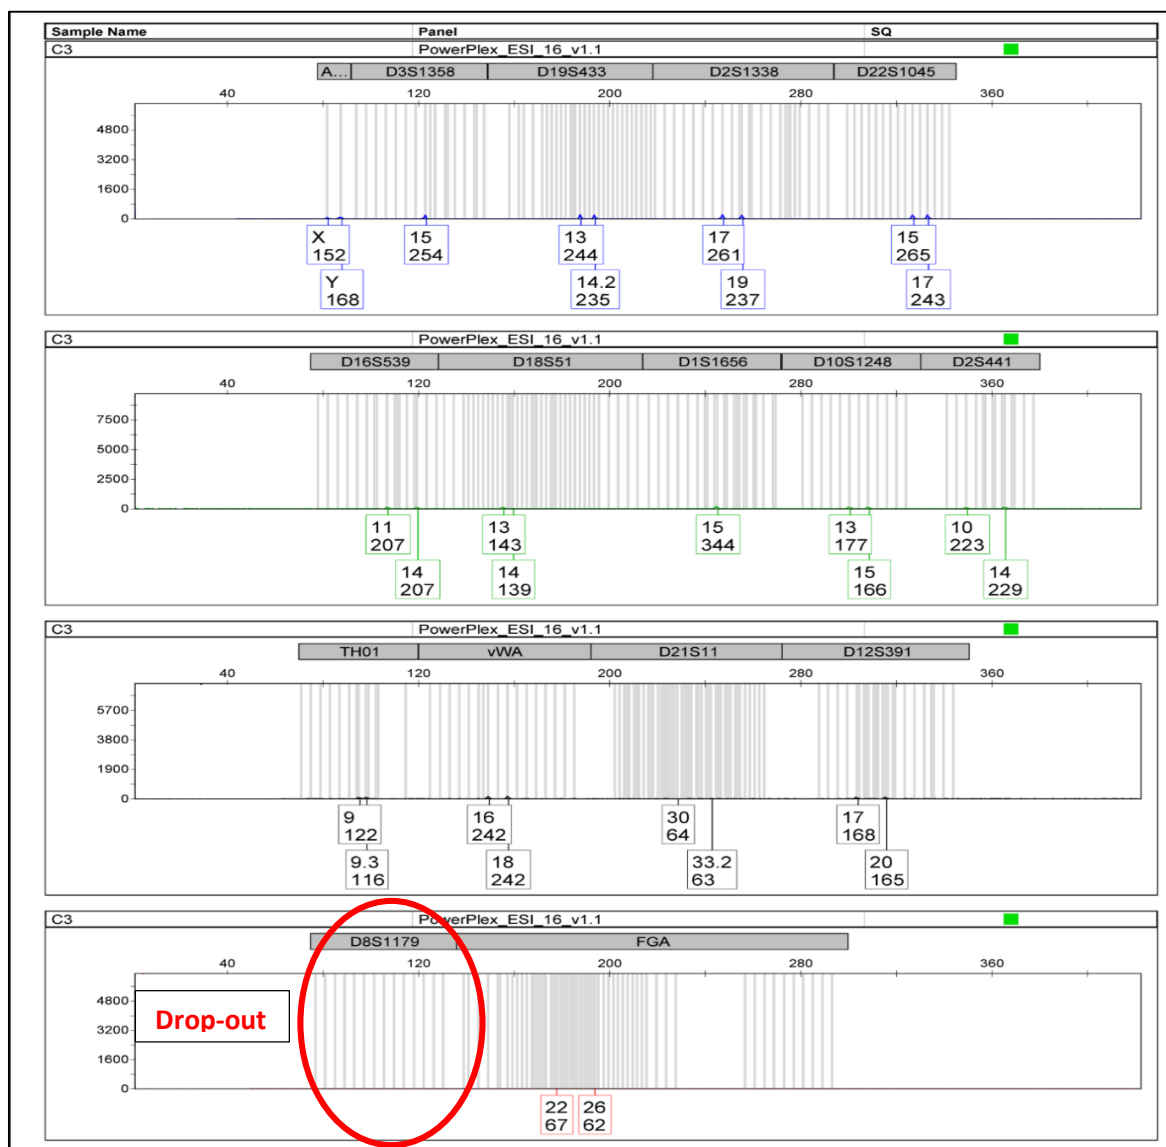 Sample Name Panel SQ
C3 PowerPlex_ESI_16_v1.1
A... D3S1358 D19S433 D2S1338 D22S1045
40 120 200 280 360
4800
3200
1600
0
X 15 13 17 15
152 254 244 261 265
Y 14.2 19 17
168 235 237 243
C3 PowerPlex_ESI_16_v1.1
D16S539 D18S51 D1S1656 D10S1248 D2S441
40 120 200 280 360
7500
5000
2500
0
11 13 15 13 10
207 143 344 177 223
14 14 15 14
207 139 166 229
C3 PowerPlex_ESI_16_v1.1
TH01 vWA D21S11 D12S391
40 120 200 280 360
5700
3800
1900
0
9 16 30 17
122 242 64 168
9.3 18 33.2 20
116 242 63 165
C3 PowerPlex_ESI_16_v1.1
D8S1179 FGA
40 120 200 280 360
4800
Drop-out
3200
1600
0
22 26
67 62